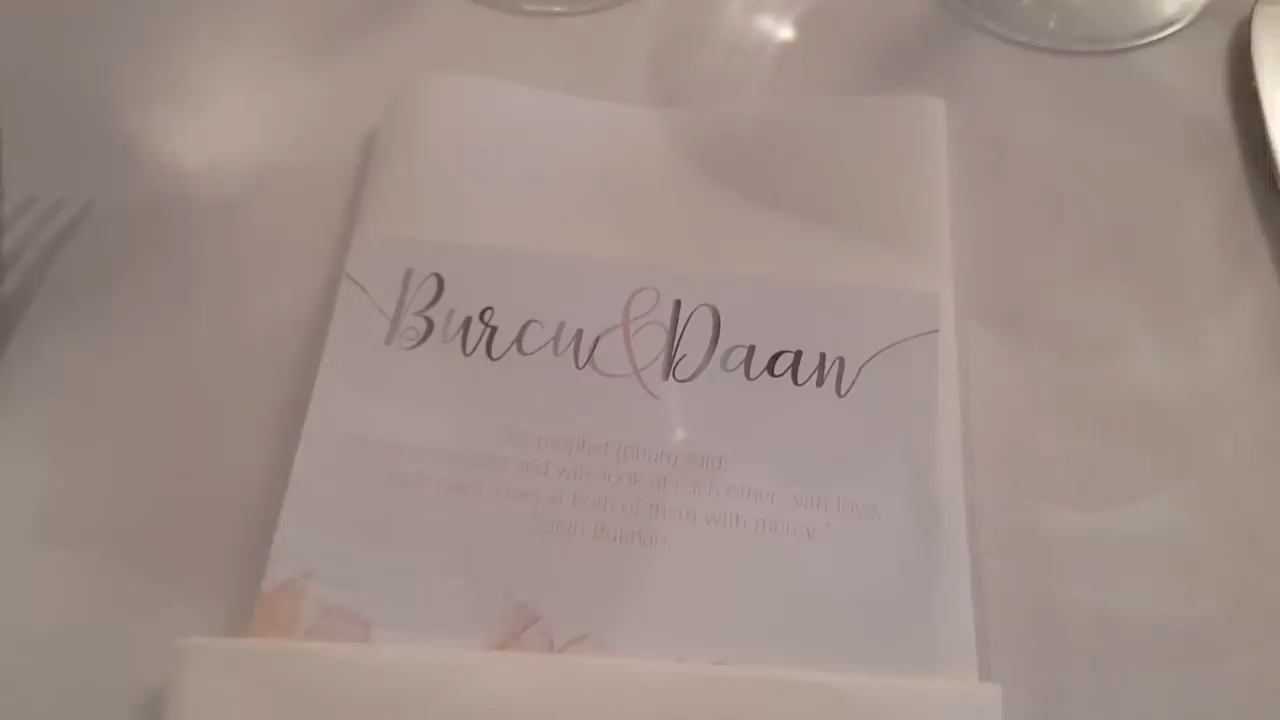 Burcu & Daan
The prophet (pbuh) said:
husband and wife look at each other with love,
looks at both of them with mercy."
Sahih Bukhari